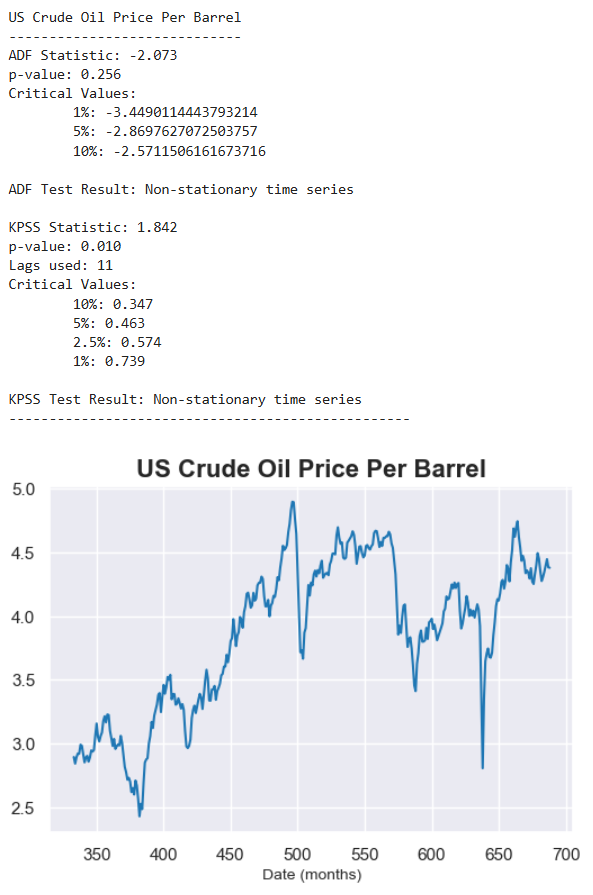 US Crude Oil Price Per Barrel
-----------------------------
ADF Statistic: -2.073
p-value: 0.256
Critical Values:
1%: -3.4490114443793214
5%: -2.8697627072503757
10%: -2.5711506161673716
ADF Test Result: Non-stationary time series
KPSS Statistic: 1.842
p-value: 0.010
Lags used: 11
Critical Values:
10%: 0.347
5%: 0.463
2.5%: 0.574
1%: 0.739
KPSS Test Result: Non-stationary time series
--------------------------------------------------
US Crude Oil Price Per Barrel
5.0
4.5
4.0
3.5
3.0
2.5
350 400 450 500 550 600 650 700
Date (months)